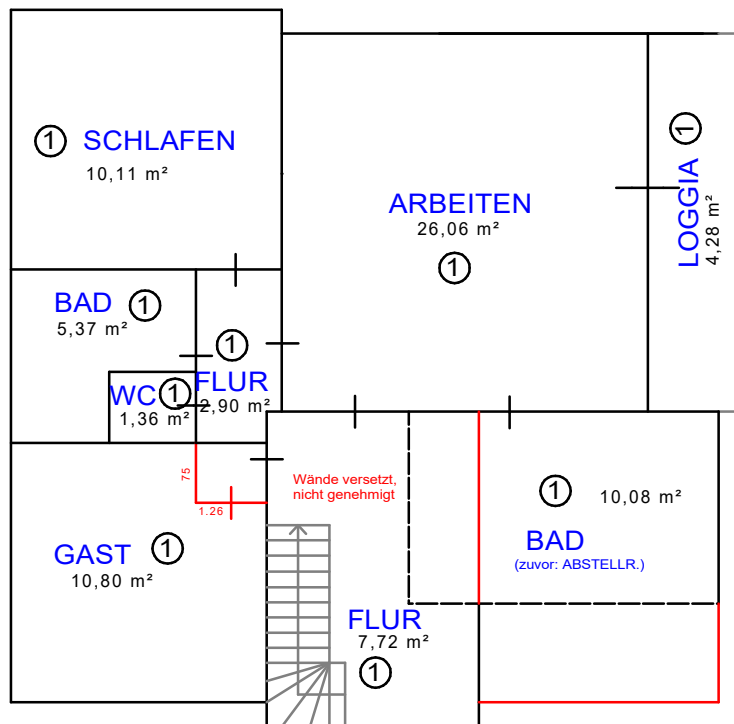 ① SCHLAFEN
10,11 m²
ARBEITEN
26,06 m²
①
①
LOGGIA
4,28 m²
BAD ①
5,37 m²
①
WC ①
1,36 m²
FLUR
2,90 m²
75
1.26
Wände versetzt,
nicht genehmigt
① 10,08 m²
BAD
(zuvor: ABSTELLR.)
GAST ①
10,80 m²
FLUR
7,72 m²
①